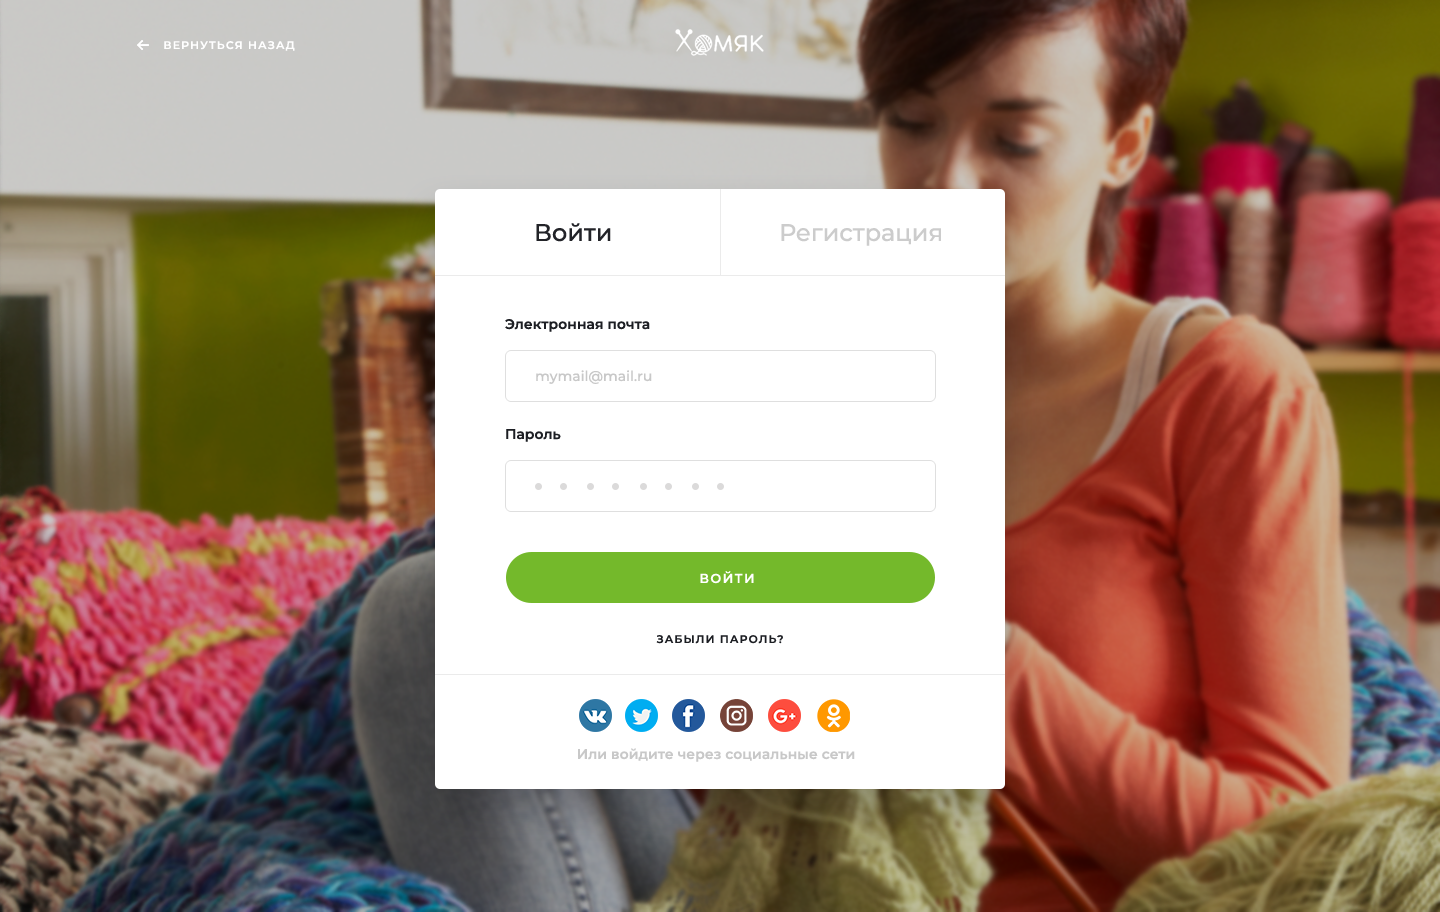 ВЕРНУТЬСЯ НАЗАД
ХОМЯК
Войти
Регистрация
Электронная почта
mymail@mail.ru
Пароль
ВОЙТИ
ЗАБЫЛИ ПАРОЛЬ?
Или войдите через социальные сети